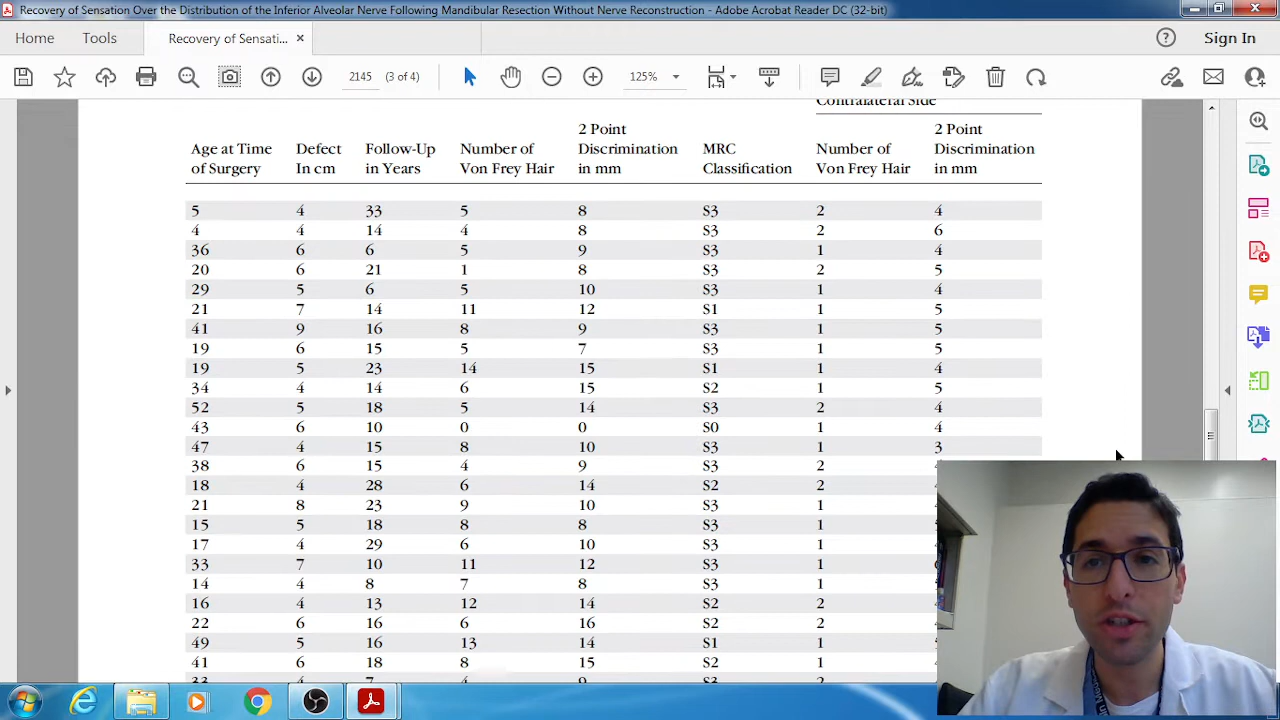 Recovery of Sensation Over the Distribution of the Inferior Alveolar Nerve Following Mandibular Resection Without Nerve Reconstruction - Adobe Acrobat Reader DC (32-bit)
Home Tools Recovery of Sensati... × Sign In
2145 (3 of 4) 125%
Contralateral Side
2 Point 2 Point
Age at Time Defect Follow-Up Number of Discrimination MRC Number of Discrimination
of Surgery In cm in Years Von Frey Hair in mm Classification Von Frey Hair in mm
5 4 33 5 8 S3 2 4
4 4 14 4 8 S3 2 6
36 6 6 5 9 S3 1 4
20 6 21 1 8 S3 2 5
29 5 6 5 10 S3 1 4
21 7 14 11 12 S1 1 5
41 9 16 8 9 S3 1 5
19 6 15 5 7 S3 1 5
19 5 23 14 15 S1 1 4
34 4 14 6 15 S2 1 5
52 5 18 5 14 S3 2 4
43 6 10 0 0 S0 1 4
47 4 15 8 10 S3 1 3
38 6 15 4 9 S3 2
18 4 28 6 14 S2 2
21 8 23 9 10 S3 1
15 5 18 8 8 S3 1
17 4 29 6 10 S3 1
33 7 10 11 12 S3 1
14 4 8 7 8 S3 1
16 4 13 12 14 S2 2
22 6 16 6 16 S2 2
49 5 16 13 14 S1 1
41 6 18 8 15 S2 1
33 4 7 4 9 S3 2